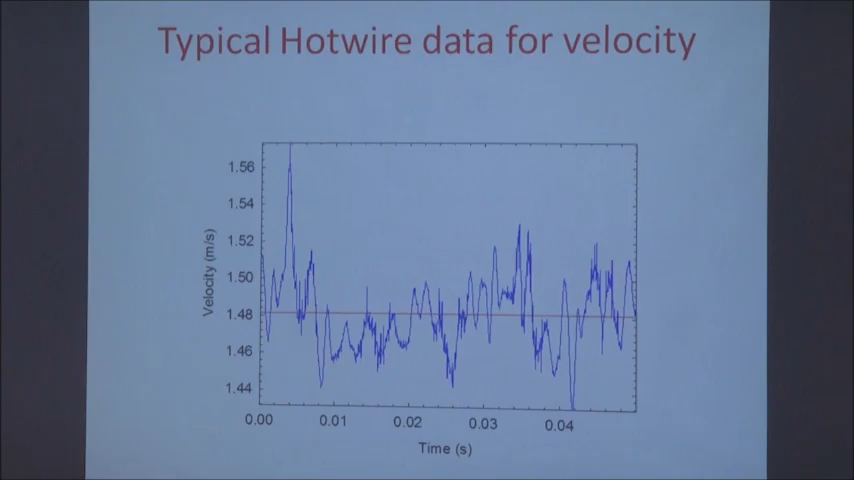 Typical Hotwire data for velocity
1.56
1.54
1.52
1.50
1.48
1.46
1.44
Velocity (m/s)
0.00 0.01 0.02 0.03 0.04
Time (s)